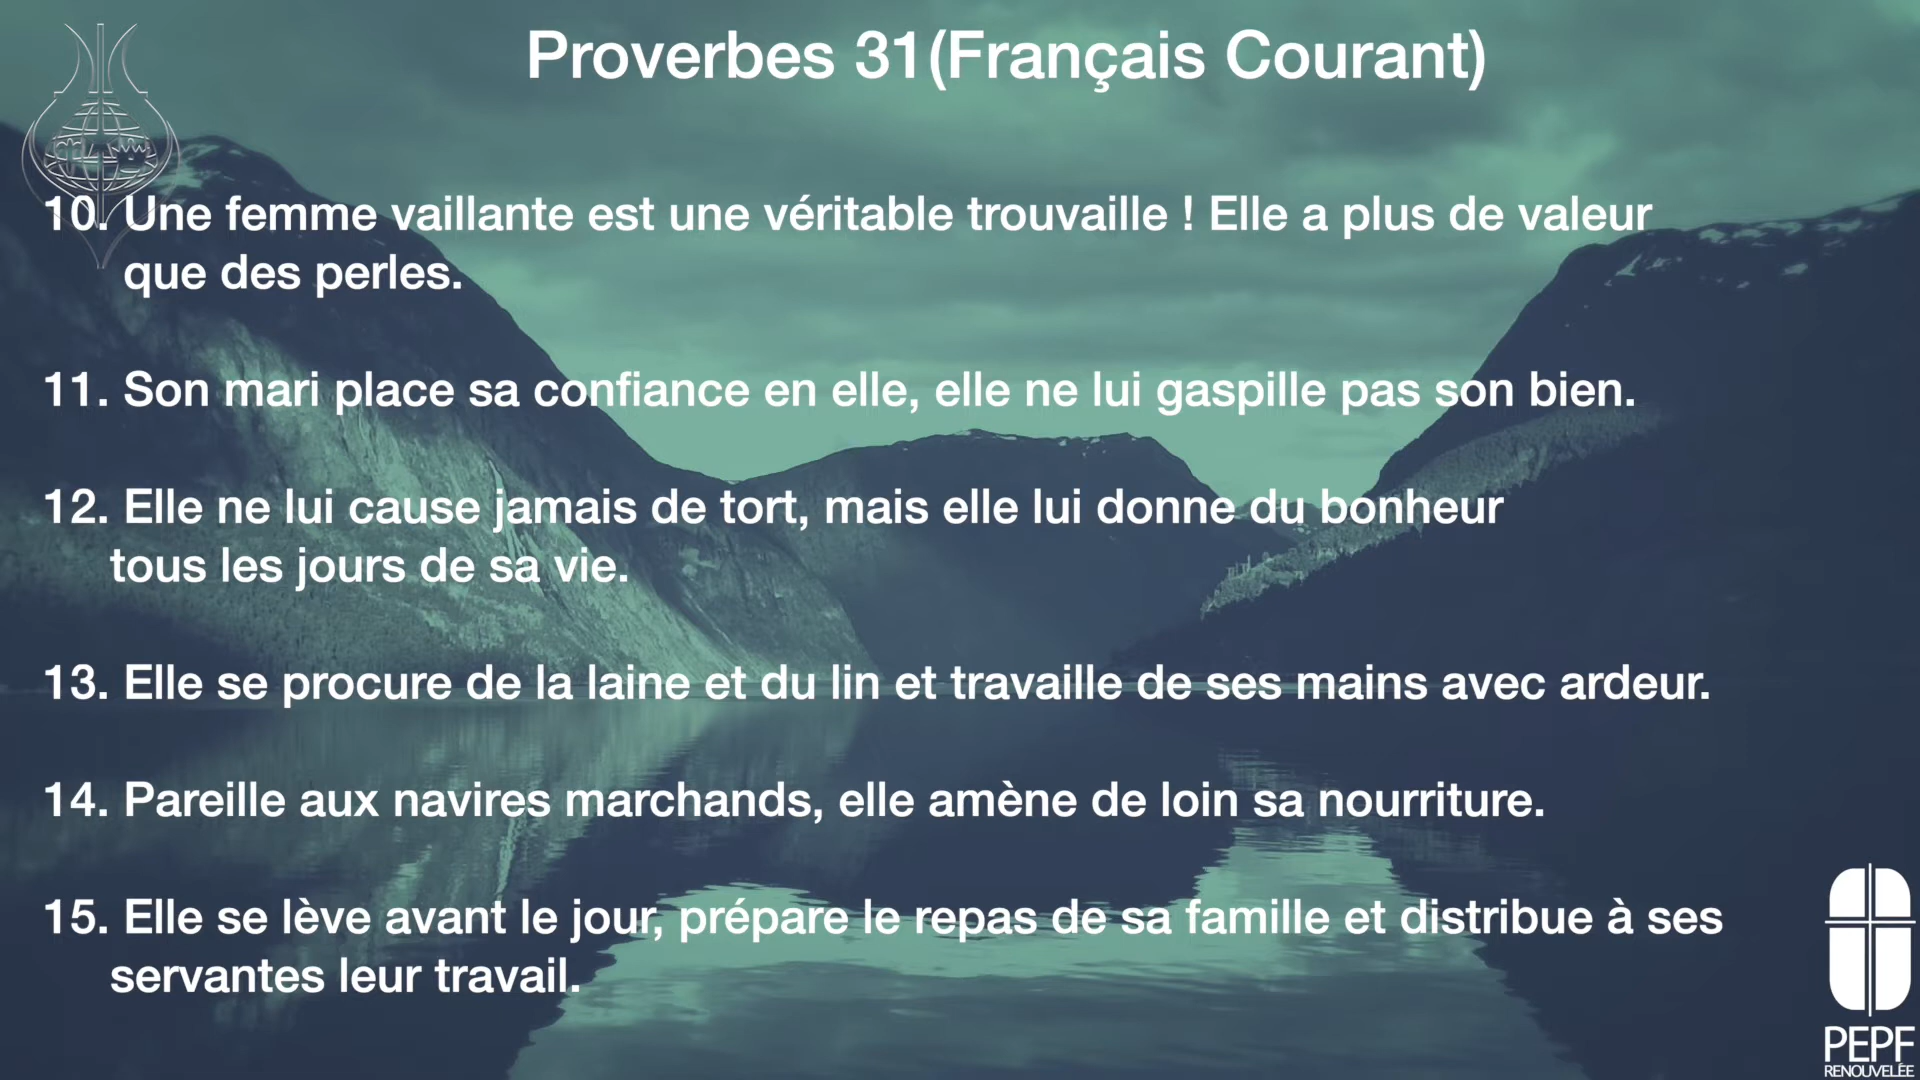 Proverbes 31(Français Courant)
10. Une femme vaillante est une véritable trouvaille ! Elle a plus de valeur
que des perles.
11. Son mari place sa confiance en elle, elle ne lui gaspille pas son bien.
12. Elle ne lui cause jamais de tort, mais elle lui donne du bonheur
tous les jours de sa vie.
13. Elle se procure de la laine et du lin et travaille de ses mains avec ardeur.
14. Pareille aux navires marchands, elle amène de loin sa nourriture.
15. Elle se lève avant le jour, prépare le repas de sa famille et distribue à ses
servantes leur travail.
PEPF
RENOUVELÉE